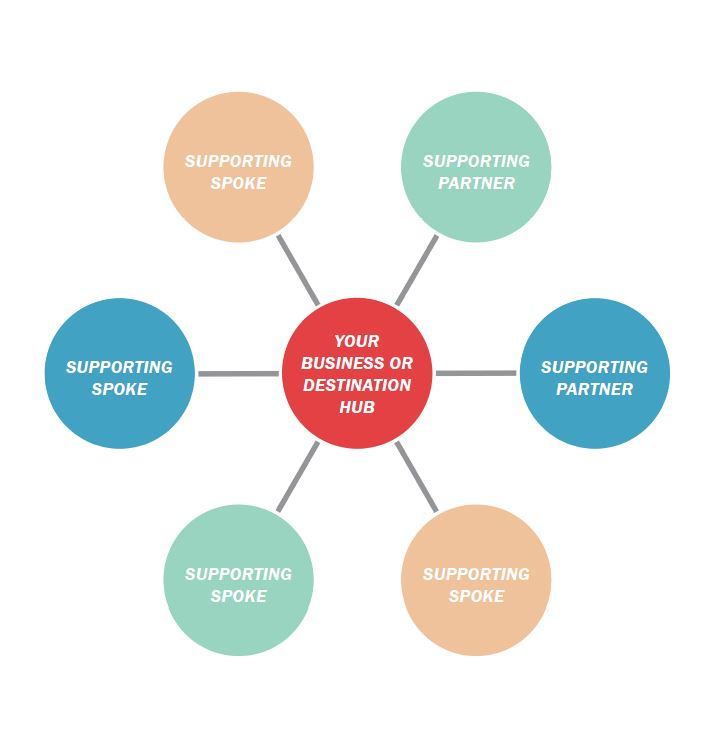 SUPPORTING
SPOKE
SUPPORTING
PARTNER
SUPPORTING
SPOKE
YOUR
BUSINESS OR
DESTINATION
HUB
SUPPORTING
PARTNER
SUPPORTING
SPOKE
SUPPORTING
SPOKE